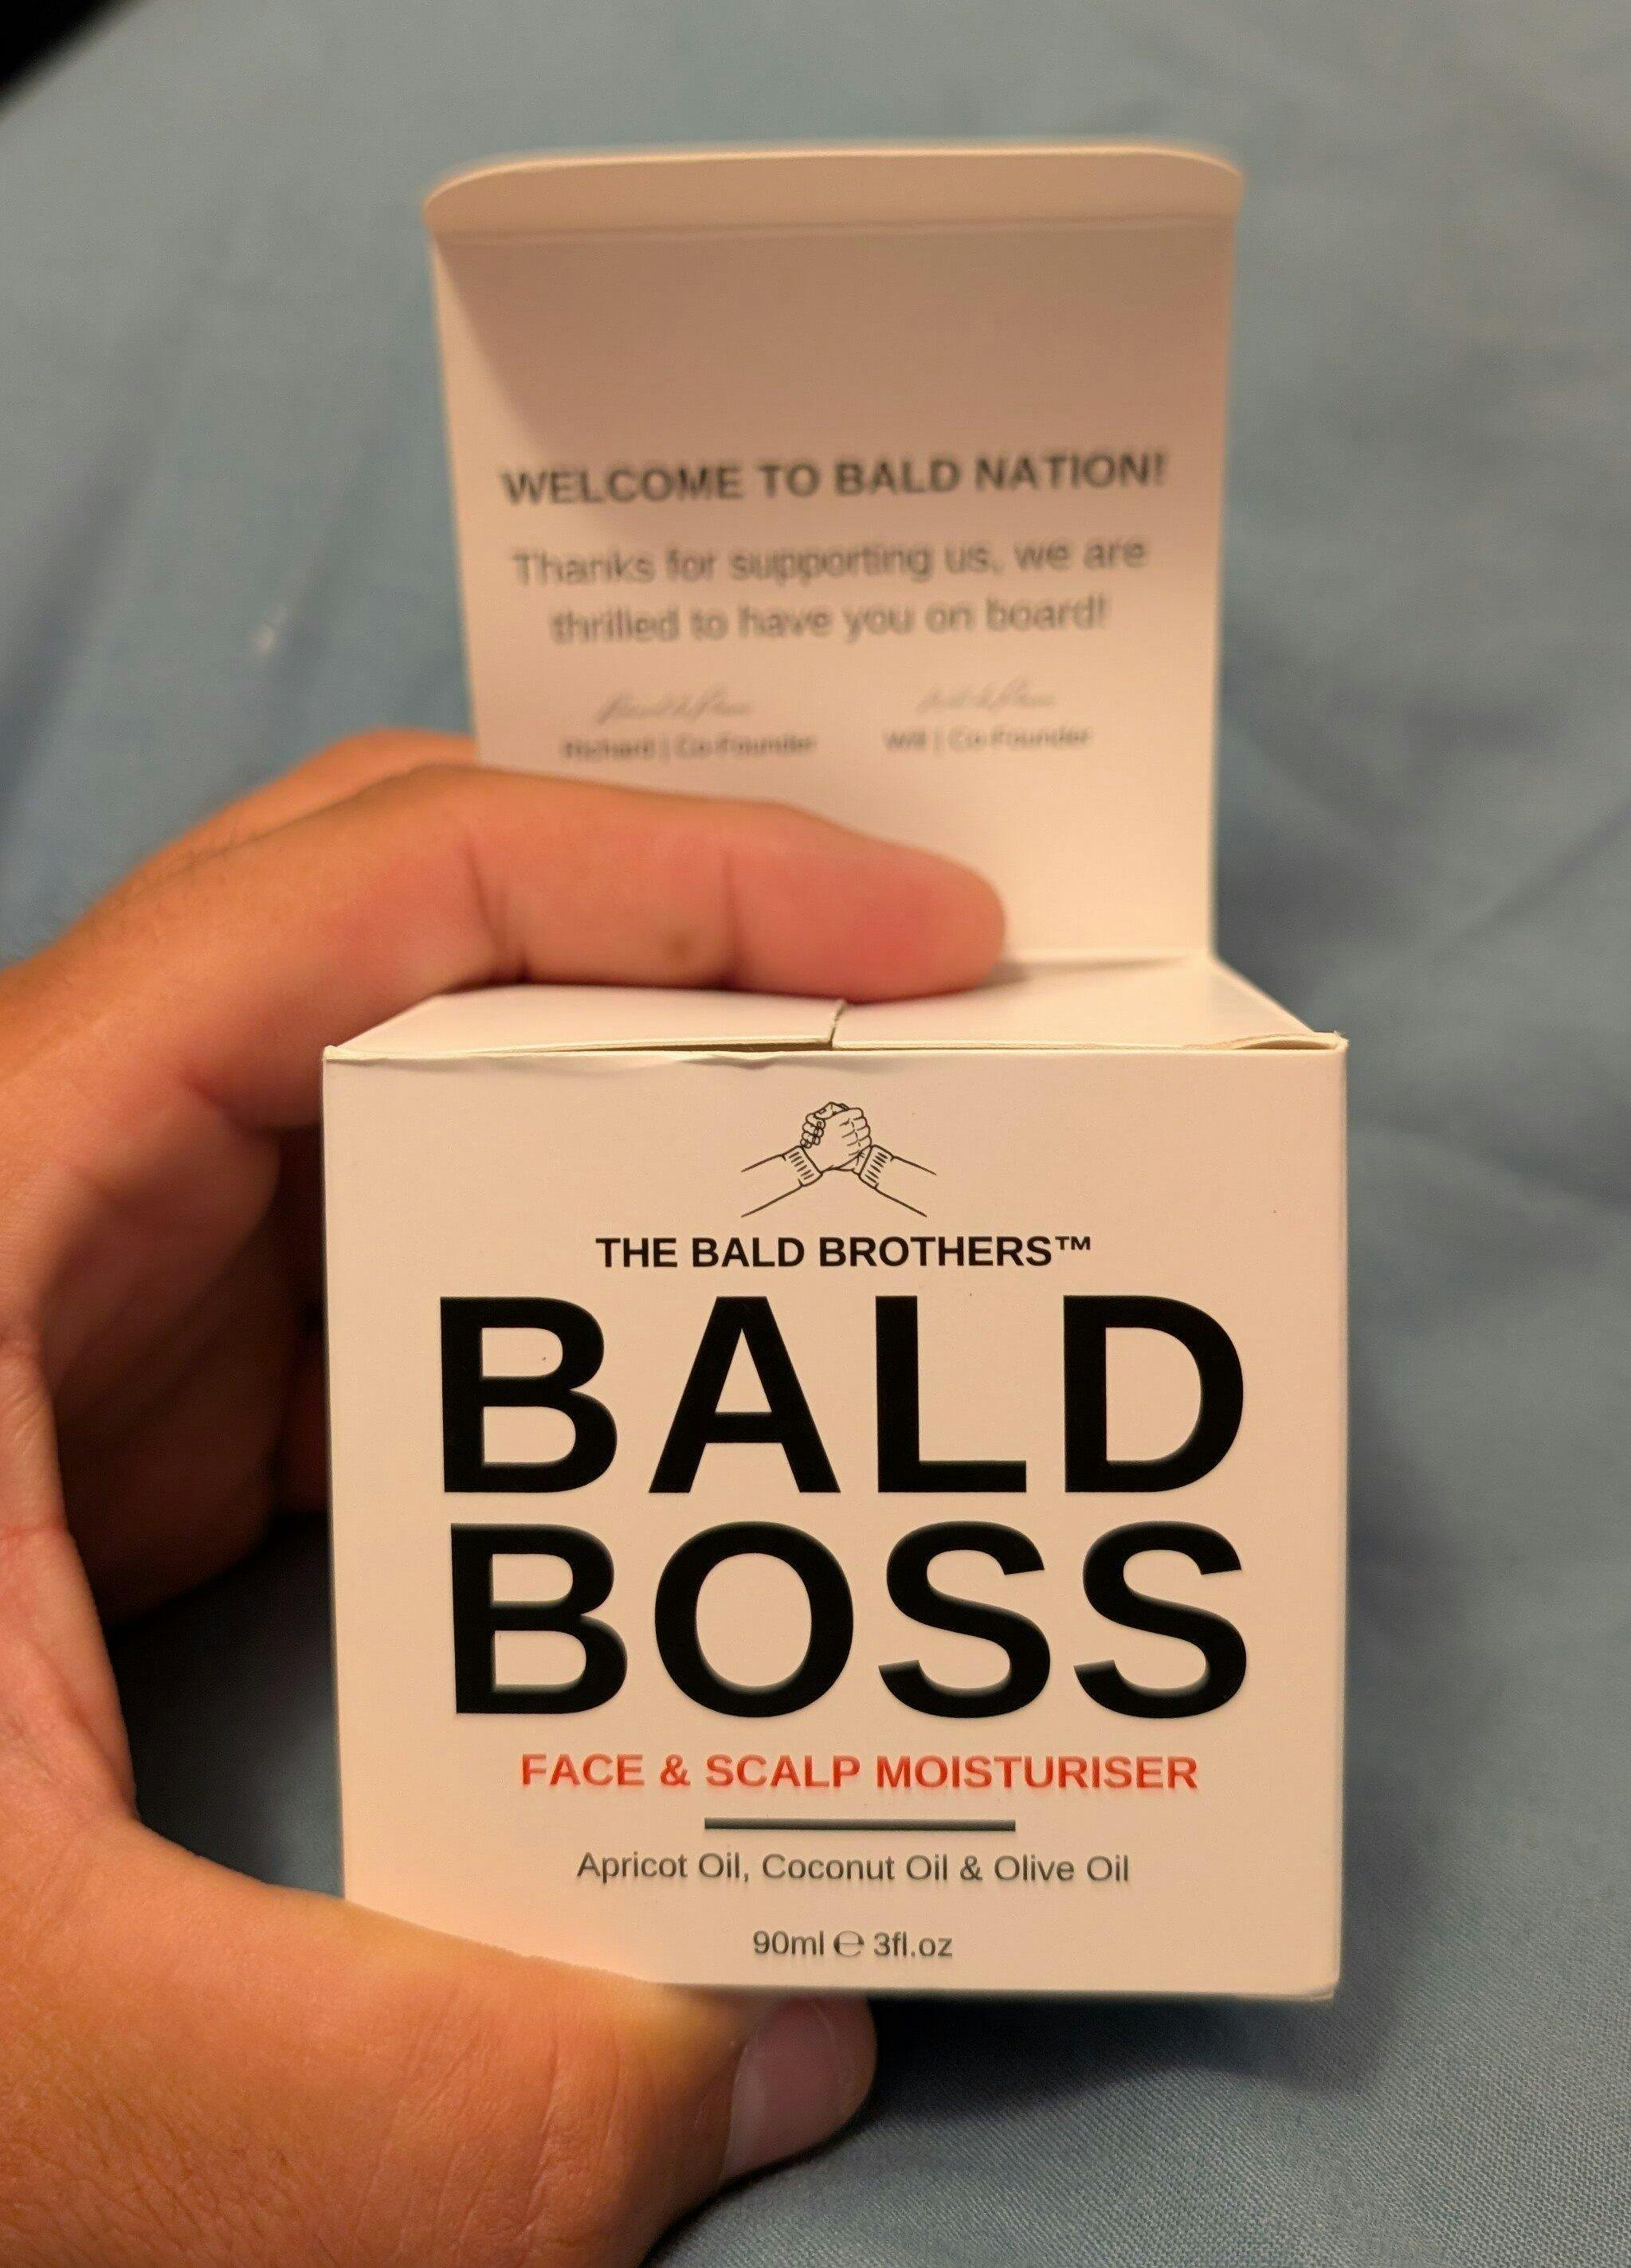 WELCOME TO BALD NATION!
Thanks for supporting us, we are
thrilled to have you on board!
Richard | Co-Founder
Will | Co-Founder
THE BALD BROTHERS™
BALD
BOSS
FACE & SCALP MOISTURISER
Apricot Oil, Coconut Oil & Olive Oil
90ml ℮ 3fl.oz